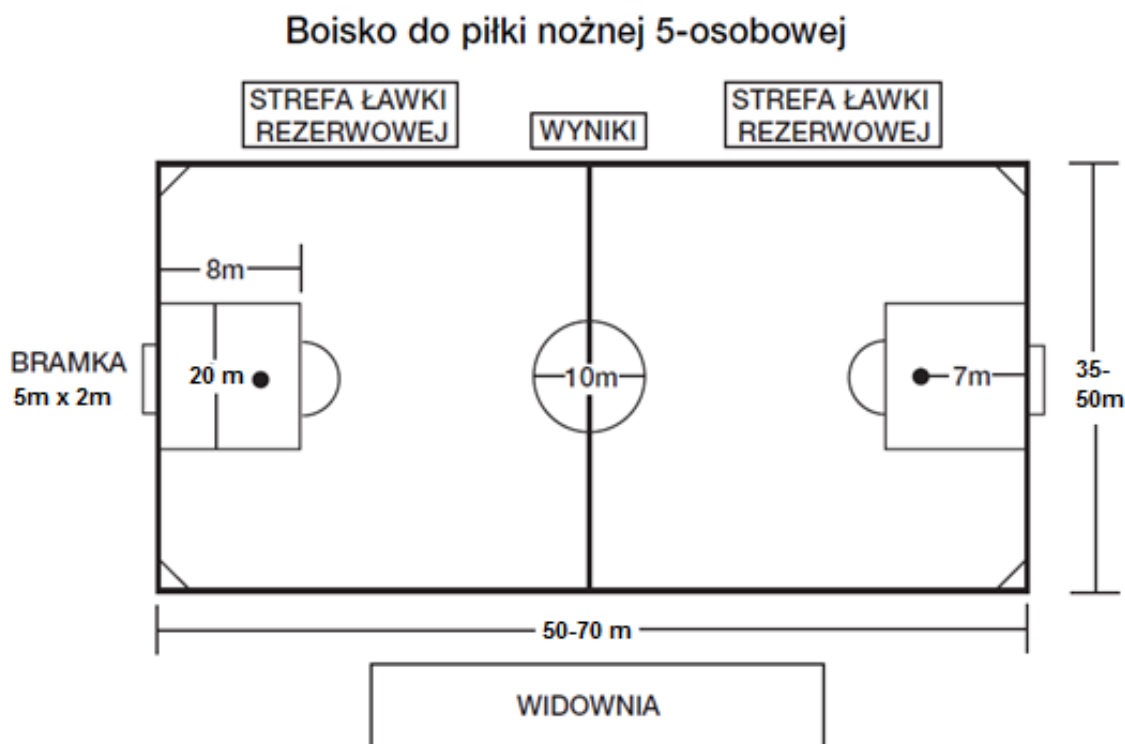 Boisko do piłki nożnej 5-osobowej
STREFA ŁAWKI
REZERWOWEJ
WYNIKI
STREFA ŁAWKI
REZERWOWEJ
8m
BRAMKA
5m x 2m
20 m
10m
7m
35-
50m
50-70 m
WIDOWNIA